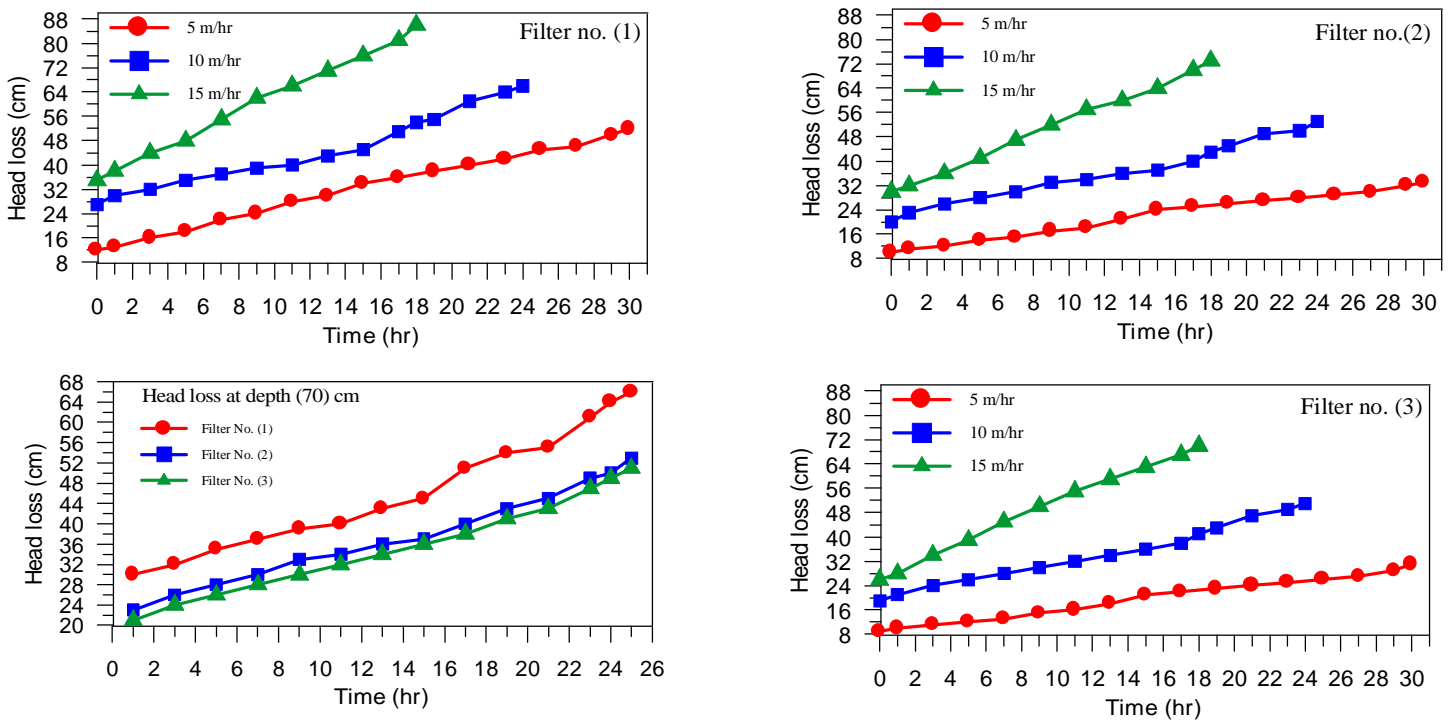 Filter no. (1)
5 m/hr
10 m/hr
15 m/hr
Head loss (cm)
88
80
72
64
56
48
40
32
24
16
8
0 2 4 6 8 10 12 14 16 18 20 22 24 26 28 30
Time (hr)
Filter no.(2)
5 m/hr
10 m/hr
15 m/hr
Head loss (cm)
88
80
72
64
56
48
40
32
24
16
8
0 2 4 6 8 10 12 14 16 18 20 22 24 26 28 30
Time (hr)
Head loss at depth (70) cm
Filter No. (1)
Filter No. (2)
Filter No. (3)
Head loss (cm)
68
64
60
56
52
48
44
40
36
32
28
24
20
0 2 4 6 8 10 12 14 16 18 20 22 24 26
Time (hr)
Filter no. (3)
5 m/hr
10 m/hr
15 m/hr
Head loss (cm)
88
80
72
64
56
48
40
32
24
16
8
0 2 4 6 8 10 12 14 16 18 20 22 24 26 28 30
Time (hr)